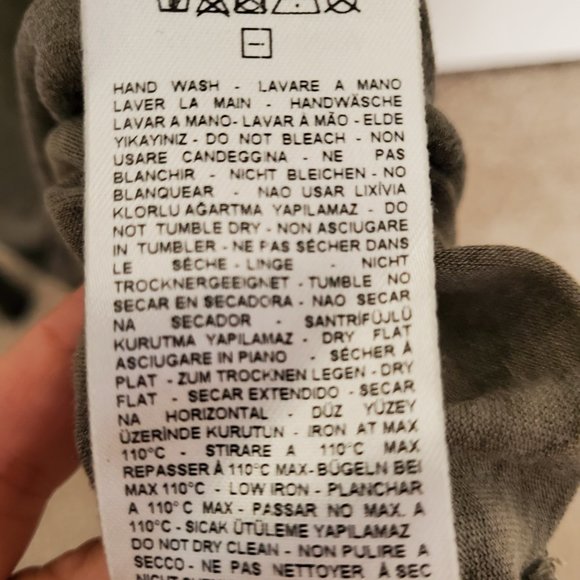 HAND WASH - LAVARE A MANO
LAVER LA MAIN - HANDWÄSCHE
LAVAR A MANO- LAVAR À MÃO - ELDE
YIKAYINIZ - DO NOT BLEACH - NON
USARE CANDEGGINA - NE PAS
BLANCHIR - NICHT BLEICHEN - NO
BLANQUEAR - NAO USAR LIXÍVIA
KLORLU AĞARTMA YAPILAMAZ - DO
NOT TUMBLE DRY - NON ASCIUGARE
IN TUMBLER - NE PAS SÉCHER DANS
LE SÉCHE - LINGE - NICHT
TROCKNERGEEIGNET - TUMBLE NO
SECAR EN SECADORA - NAO SECAR
NA SECADOR - SANTRİFÜJLÜ
KURUTMA YAPILAMAZ - DRY FLAT
ASCIUGARE IN PIANO - SÉCHER À
PLAT - ZUM TROCKNEN LEGEN - DRY
FLAT - SECAR EXTENDIDO - SECAR
NA HORIZONTAL - DÜZ YÜZEY
ÜZERİNDE KURUTUN - IRON AT MAX
110°C - STIRARE A 110°C MAX
REPASSER À 110°C MAX- BÜGELN BEI
MAX 110°C - LOW IRON - PLANCHAR
A 110°C MAX - PASSAR NO MAX. A
110°C - SICAK ÜTÜLEME YAPILAMAZ
DO NOT DRY CLEAN - NON PULIRE A
SECCO - NE PAS NETTOYER À SEC